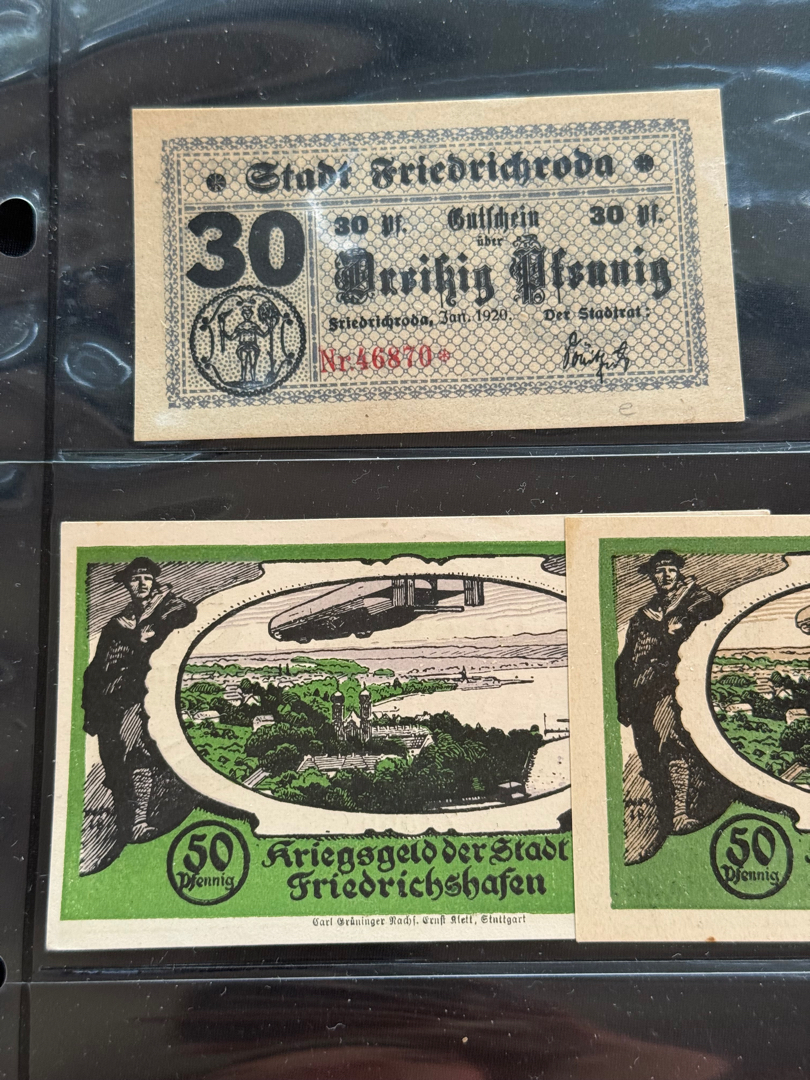 Stadt Friedrichroda
30
30 Pf. Gutschein 30 Pf.
über
Dreißig Pfennig
Friedrichroda, Jan. 1920. Der Stadtrat:
Nr 46870*
e
50
Pfennig
Kriegsgeld der Stadt
Friedrichshafen
Carl Grüninger Nachf. Ernst Klett, Stuttgart
50
Pfennig